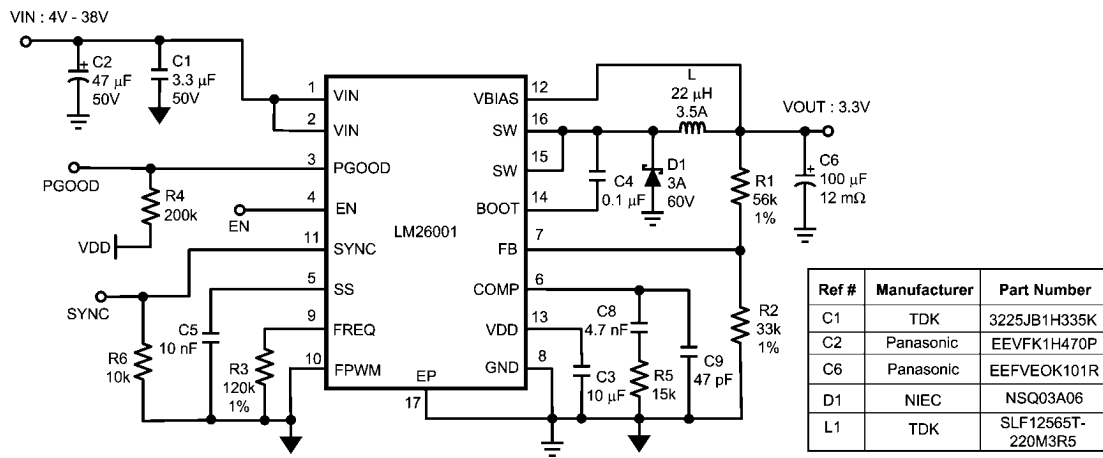 VIN : 4V - 38V
C2
47 µF
50V
C1
3.3 µF
50V
1
VIN
2
VIN
3
PGOOD
PGOOD
R4
200k
VDD
4
EN
EN
11
SYNC
SYNC
5
SS
9
FREQ
10
FPWM
R6
10k
C5
10 nF
R3
120k
1%
LM26001
EP
17
12
VBIAS
16
SW
15
SW
14
BOOT
7
FB
6
COMP
13
VDD
8
GND
L
22 µH
3.5A
VOUT : 3.3V
C4
0.1 µF
D1
3A
60V
R1
56k
1%
C6
100 µF
12 mΩ
R2
33k
1%
C8
4.7 nF
R5
15k
C9
47 pF
C3
10 µF
+
+
Ref # Manufacturer Part Number
C1 TDK 3225JB1H335K
C2 Panasonic EEVFK1H470P
C6 Panasonic EEFVEOK101R
D1 NIEC NSQ03A06
L1 TDK SLF12565T-
220M3R5